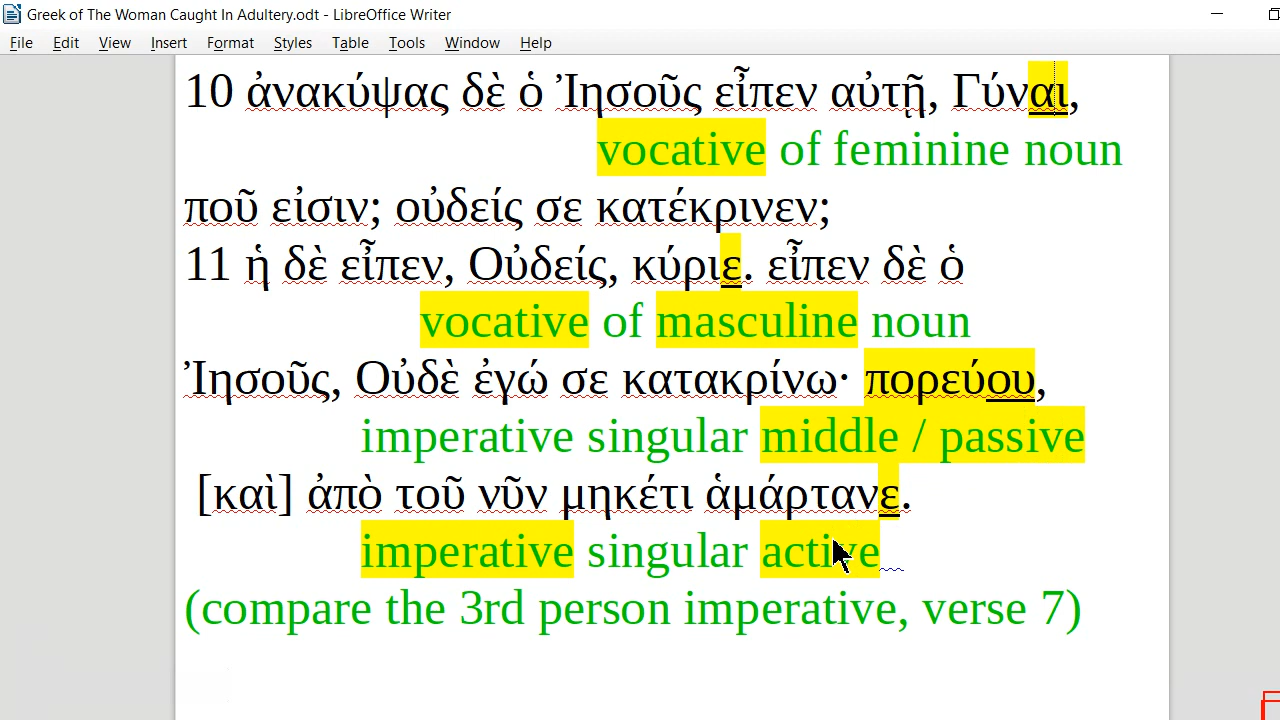 Greek of The Woman Caught In Adultery.odt - LibreOffice Writer
File Edit View Insert Format Styles Table Tools Window Help
10 ἀνακύψας δὲ ὁ Ἰησοῦς εἶπεν αὐτῇ, Γύναι,
vocative of feminine noun
ποῦ εἰσιν; οὐδείς σε κατέκρινεν;
11 ἡ δὲ εἶπεν, Οὐδείς, κύριε. εἶπεν δὲ ὁ
vocative of masculine noun
Ἰησοῦς, Οὐδὲ ἐγώ σε κατακρίνω· πορεύου,
imperative singular middle / passive
[καὶ] ἀπὸ τοῦ νῦν μηκέτι ἁμάρτανε.
imperative singular active
(compare the 3rd person imperative, verse 7)